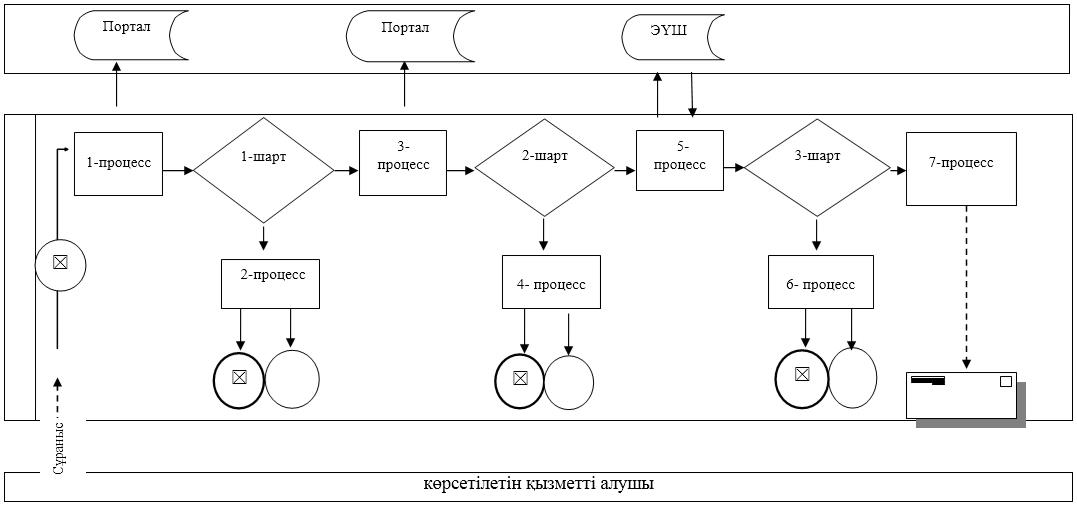 Портал
Портал
ЭҮШ
1-процесс
1-шарт
3-
процесс
2-шарт
5-
процесс
3-шарт
7-процесс
2-процесс
4- процесс
6- процесс
Сұраныс
көрсетілетін қызметті алушы